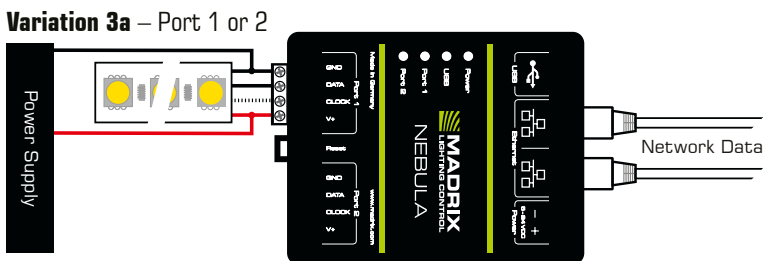 Variation 3a – Port 1 or 2
Power Supply
GND
DATA
CLOCK
V+
Port 1
Made in Germany
Reset
GND
DATA
CLOCK
V+
Port 2
www.madrix.com
Port 2
Port 1
USB
Power
MADRIX
LIGHTING CONTROL
NEBULA
USB
Ethernet
5-24 VDC
Power
– +
Network Data